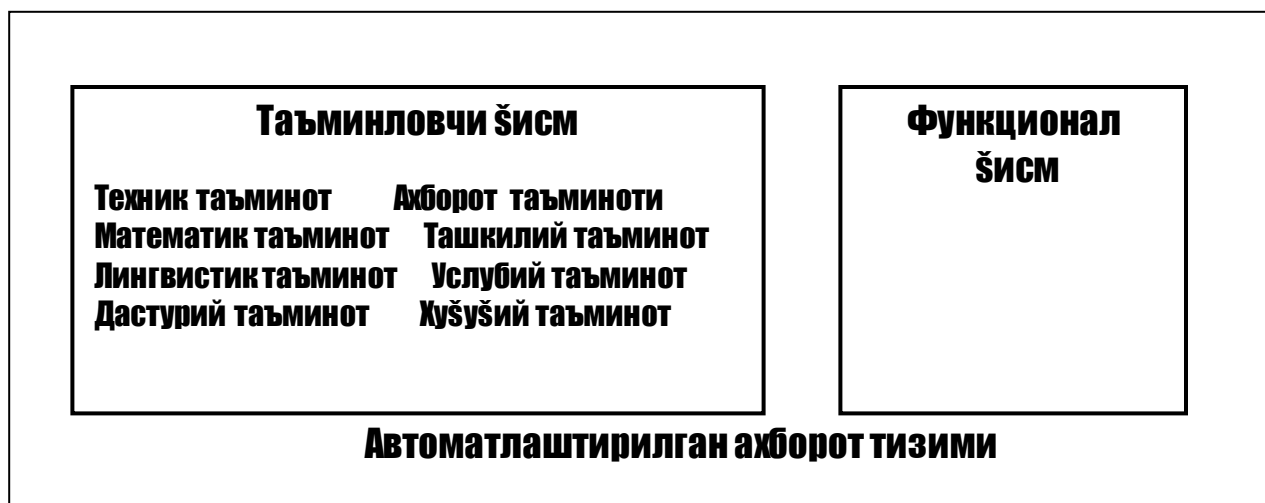 Таъминловчи šисм
Техник таъминот Ахборот таъминоти
Математик таъминот Ташкилий таъминот
Лингвистик таъминот Услубий таъминот
Дастурий таъминот Хуšуšий таъминот
Функционал
šисм
Автоматлаштирилган ахборот тизими